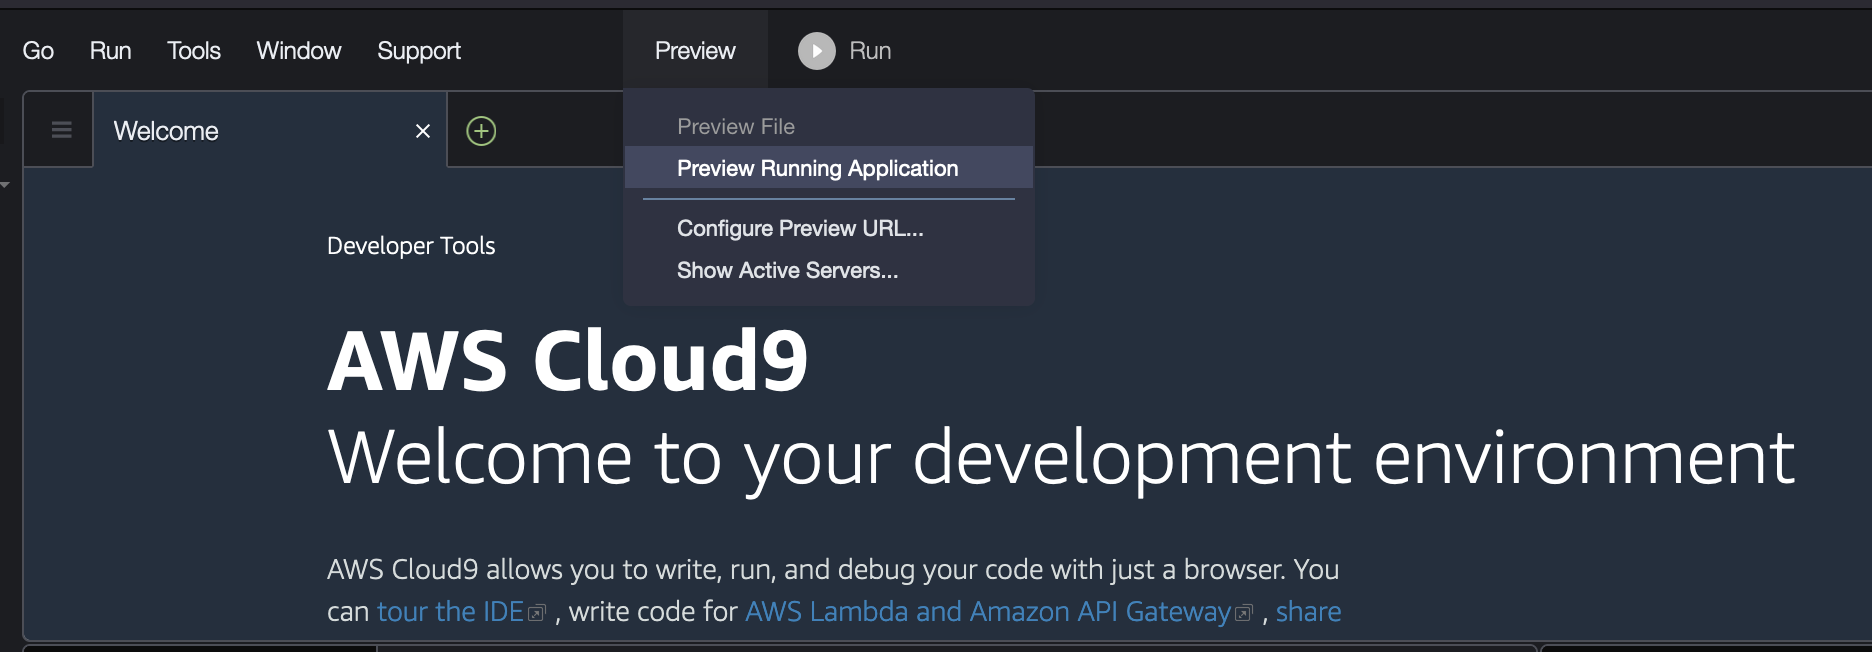 Go Run Tools Window Support Preview Run
Welcome
Preview File
Preview Running Application
Configure Preview URL...
Show Active Servers...
Developer Tools
AWS Cloud9
Welcome to your development environment
AWS Cloud9 allows you to write, run, and debug your code with just a browser. You
can tour the IDE , write code for AWS Lambda and Amazon API Gateway , share